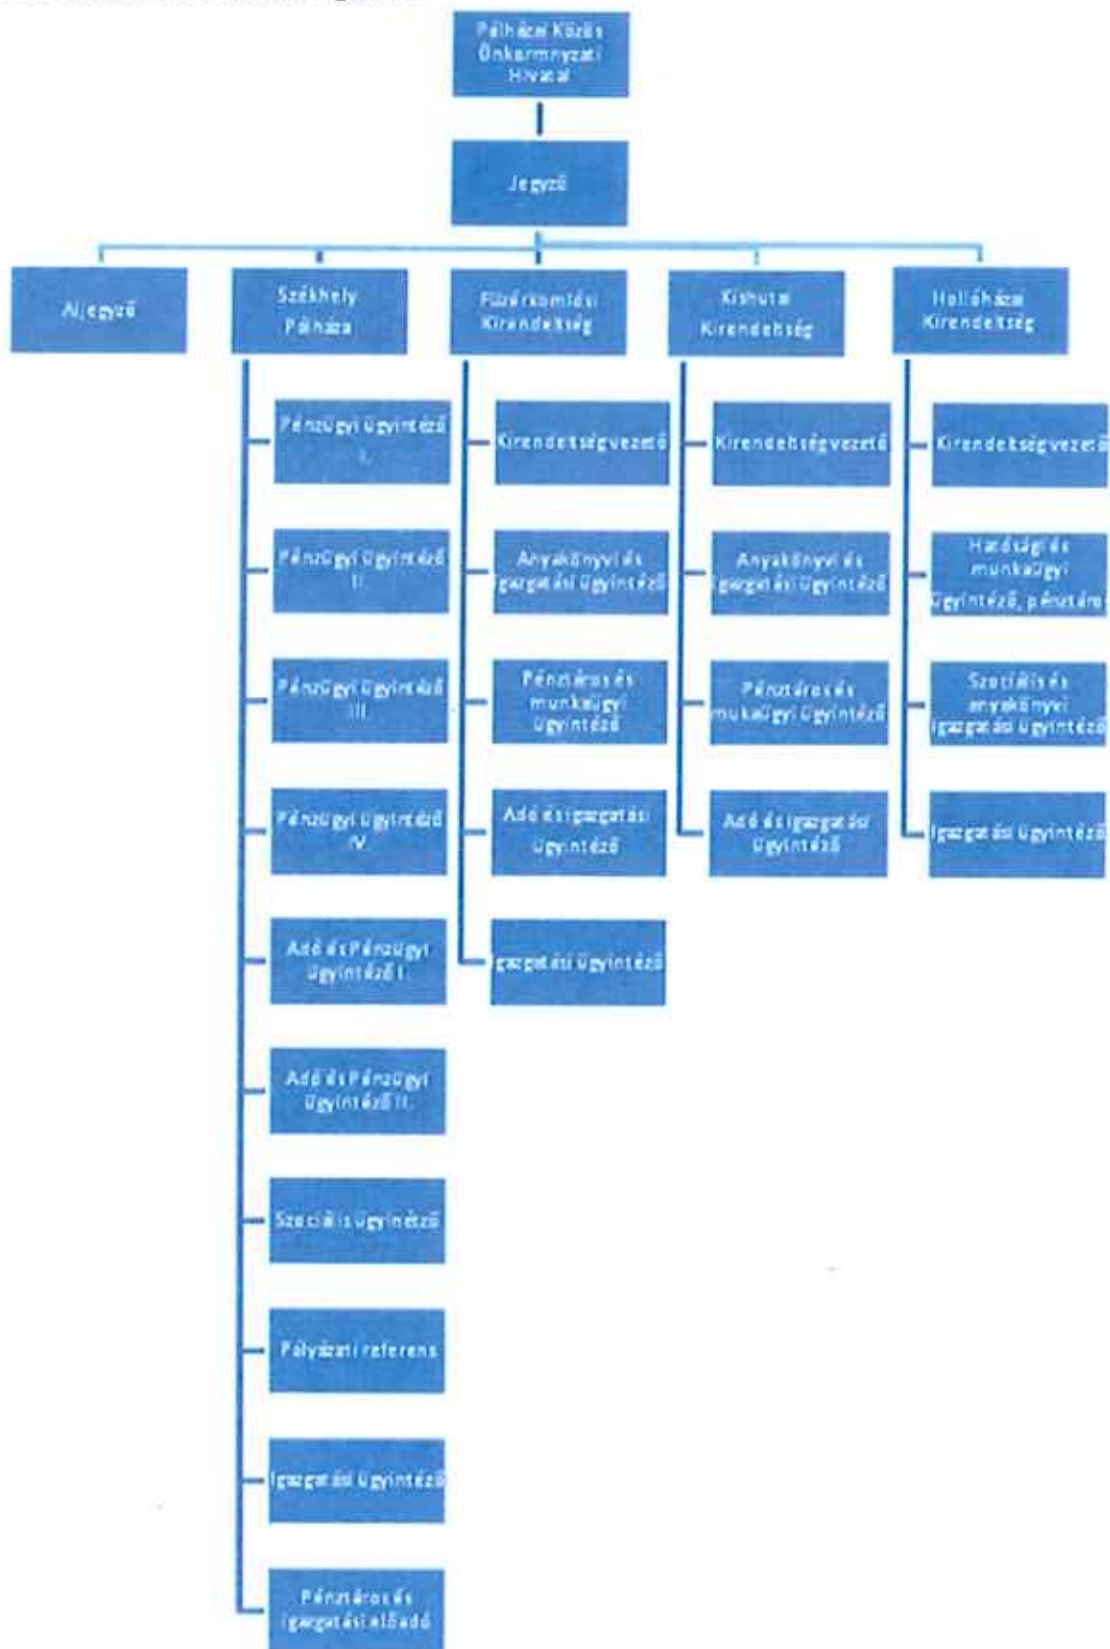 Pálházai Közös
Önkormnyzati
Hivatal
Jegyző
Aljegyző
Székhely
Pálháza
Pénzügyi ügyintéző
I.
Pénzügyi ügyintéző
II.
Pénzügyi ügyintéző
III.
Pénzügyi ügyintéző
IV.
Adó és Pénzügyi
ügyintéző I.
Adó és Pénzügyi
ügyintéző II.
Szociális ügyinétző
Pályázati referens
Igazgatási ügyintéző
Pénztáros és
igazgatási előadó
Füzérkomlósi
Kirendeltség
Kirendeltségvezető
Anyakönyvi és
igazgatási ügyintéző
Pénztáros és
munkaügyi
ügyintéző
Adó és igazgatási
ügyintéző
Igazgatási ügyintéző
Kishutai
Kirendeltség
Kirendeltségvezető
Anyakönyvi és
igazgatási ügyintéző
Pénztáros és
mukaügyi ügyintéző
Adó és igazgatási
ügyintéző
Hollóházai
Kirendeltség
Kirendeltségvezető
Hatósági és
munkaügyi
ügyintéző, pénztáro
Szociális és
anyakönyvi
igazgatási ügyintéző
Igazgatási ügyintéző